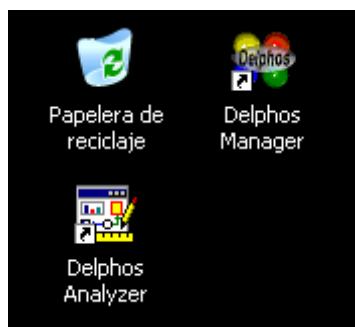 Delphos
Papelera de
reciclaje
Delphos
Manager
Delphos
Analyzer